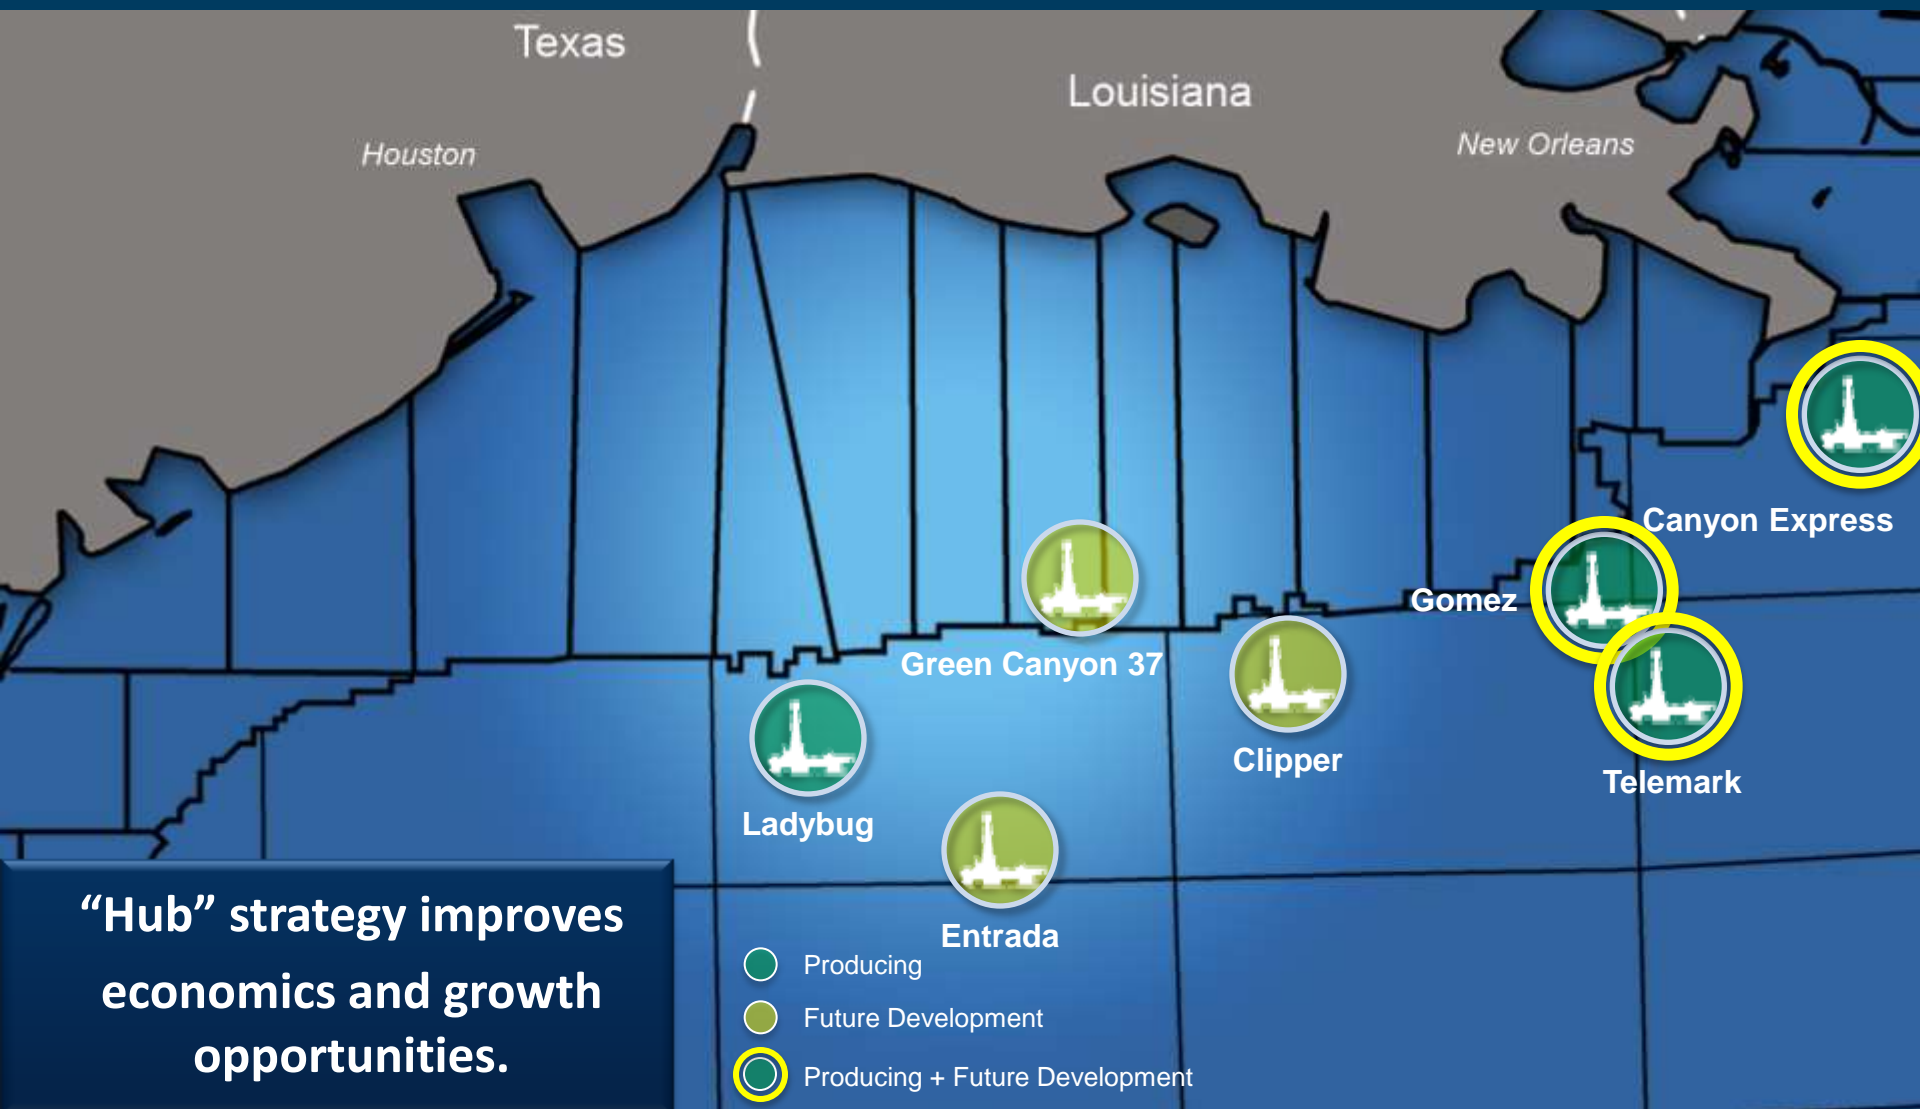 Texas
Louisiana
Houston
New Orleans
Canyon Express
Gomez
Green Canyon 37
Clipper
Telemark
Ladybug
Entrada
“Hub” strategy improves
economics and growth
opportunities.
Producing
Future Development
Producing + Future Development